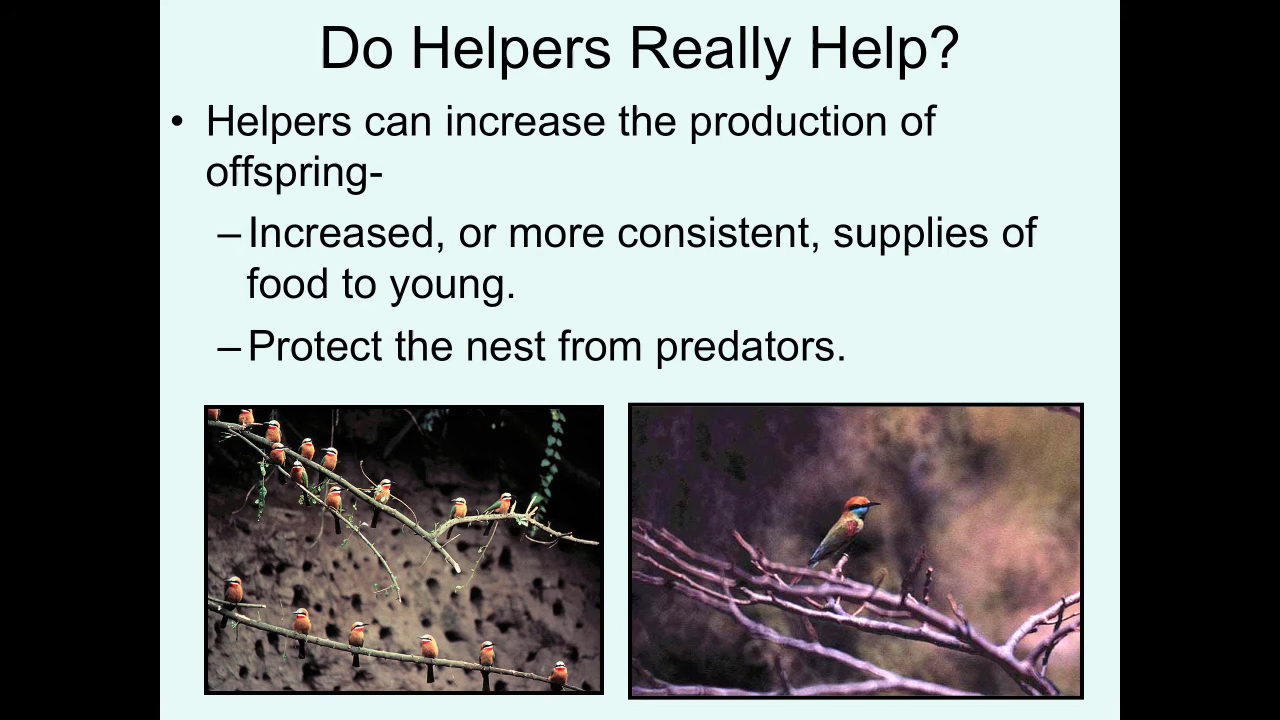 Do Helpers Really Help?
• Helpers can increase the production of
offspring-
– Increased, or more consistent, supplies of
food to young.
– Protect the nest from predators.